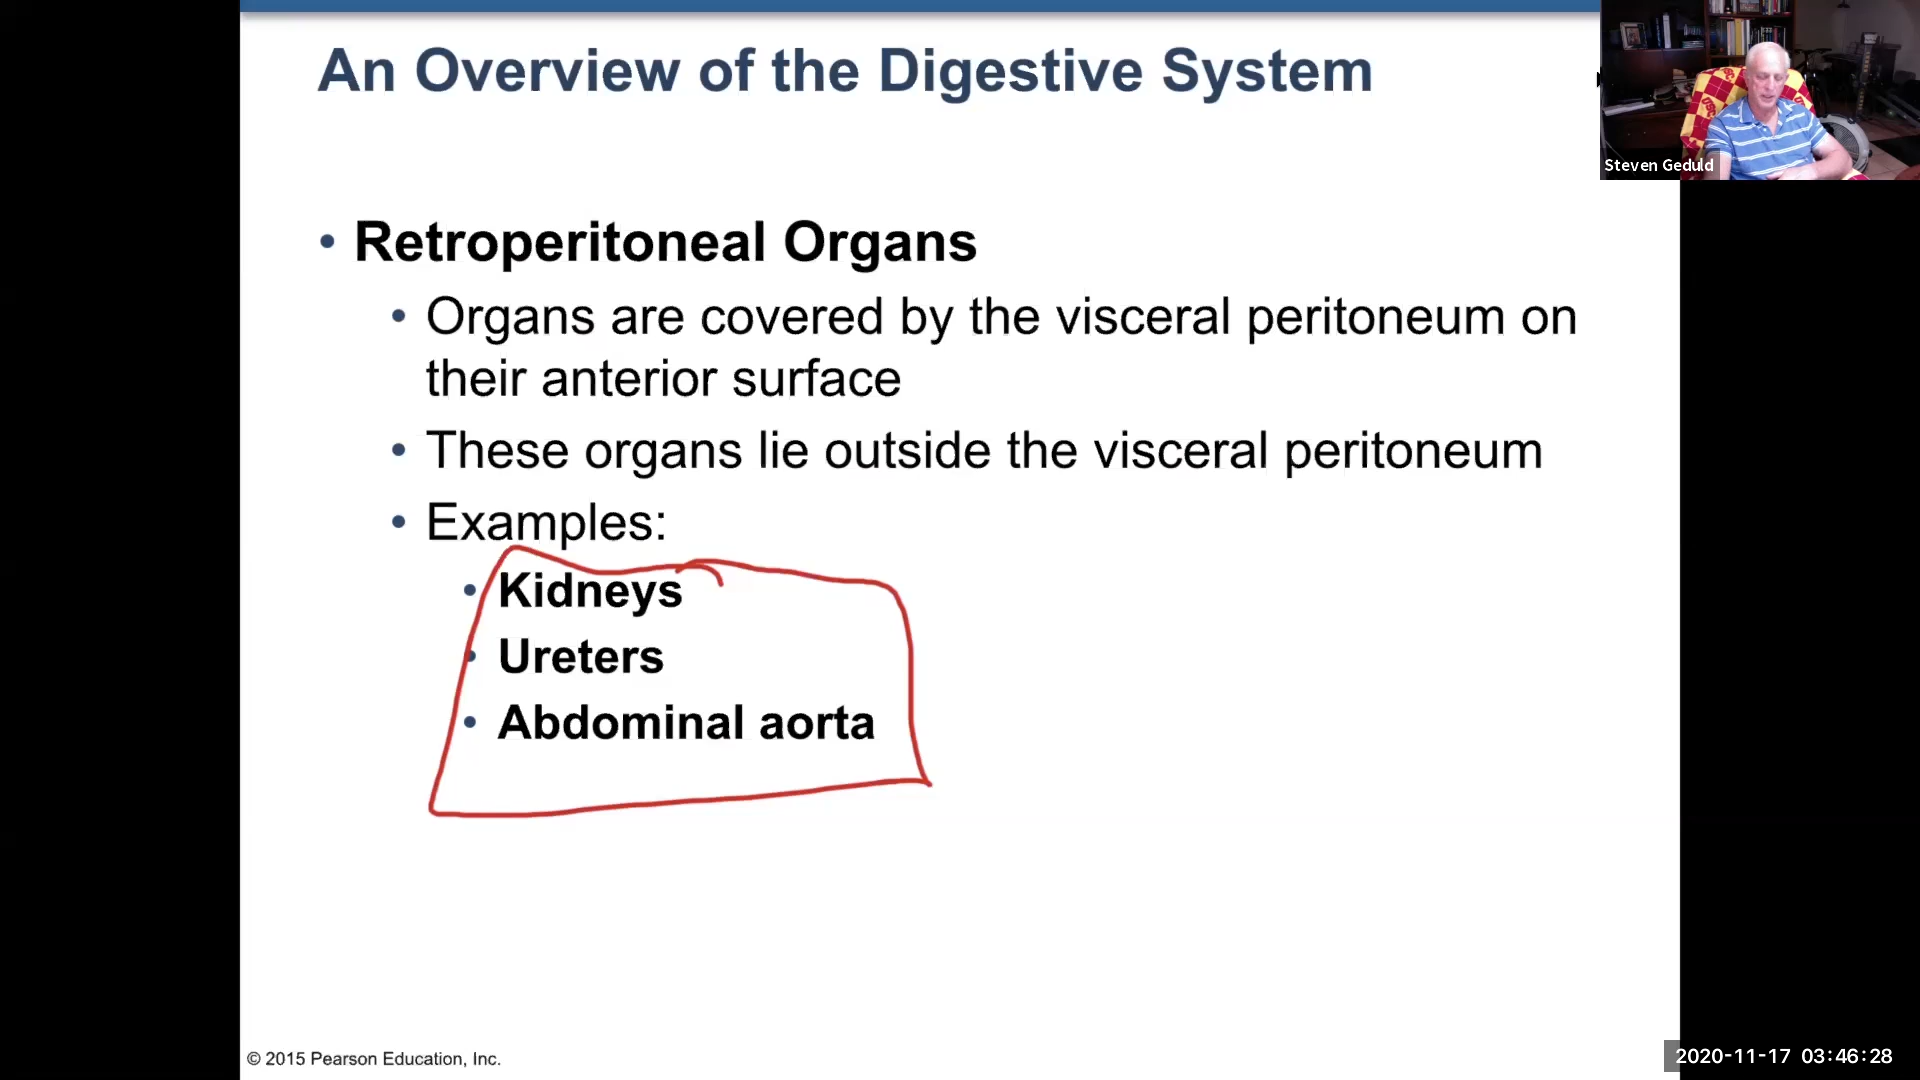 An Overview of the Digestive System
Steven Geduld
• Retroperitoneal Organs
• Organs are covered by the visceral peritoneum on
their anterior surface
• These organs lie outside the visceral peritoneum
• Examples:
• Kidneys
• Ureters
• Abdominal aorta
© 2015 Pearson Education, Inc.
2020-11-17 03:46:28